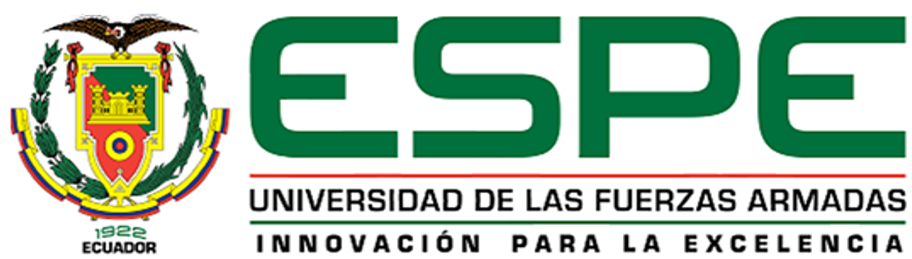 1922
ECUADOR
ESPE
UNIVERSIDAD DE LAS FUERZAS ARMADAS
INNOVACIÓN PARA LA EXCELENCIA